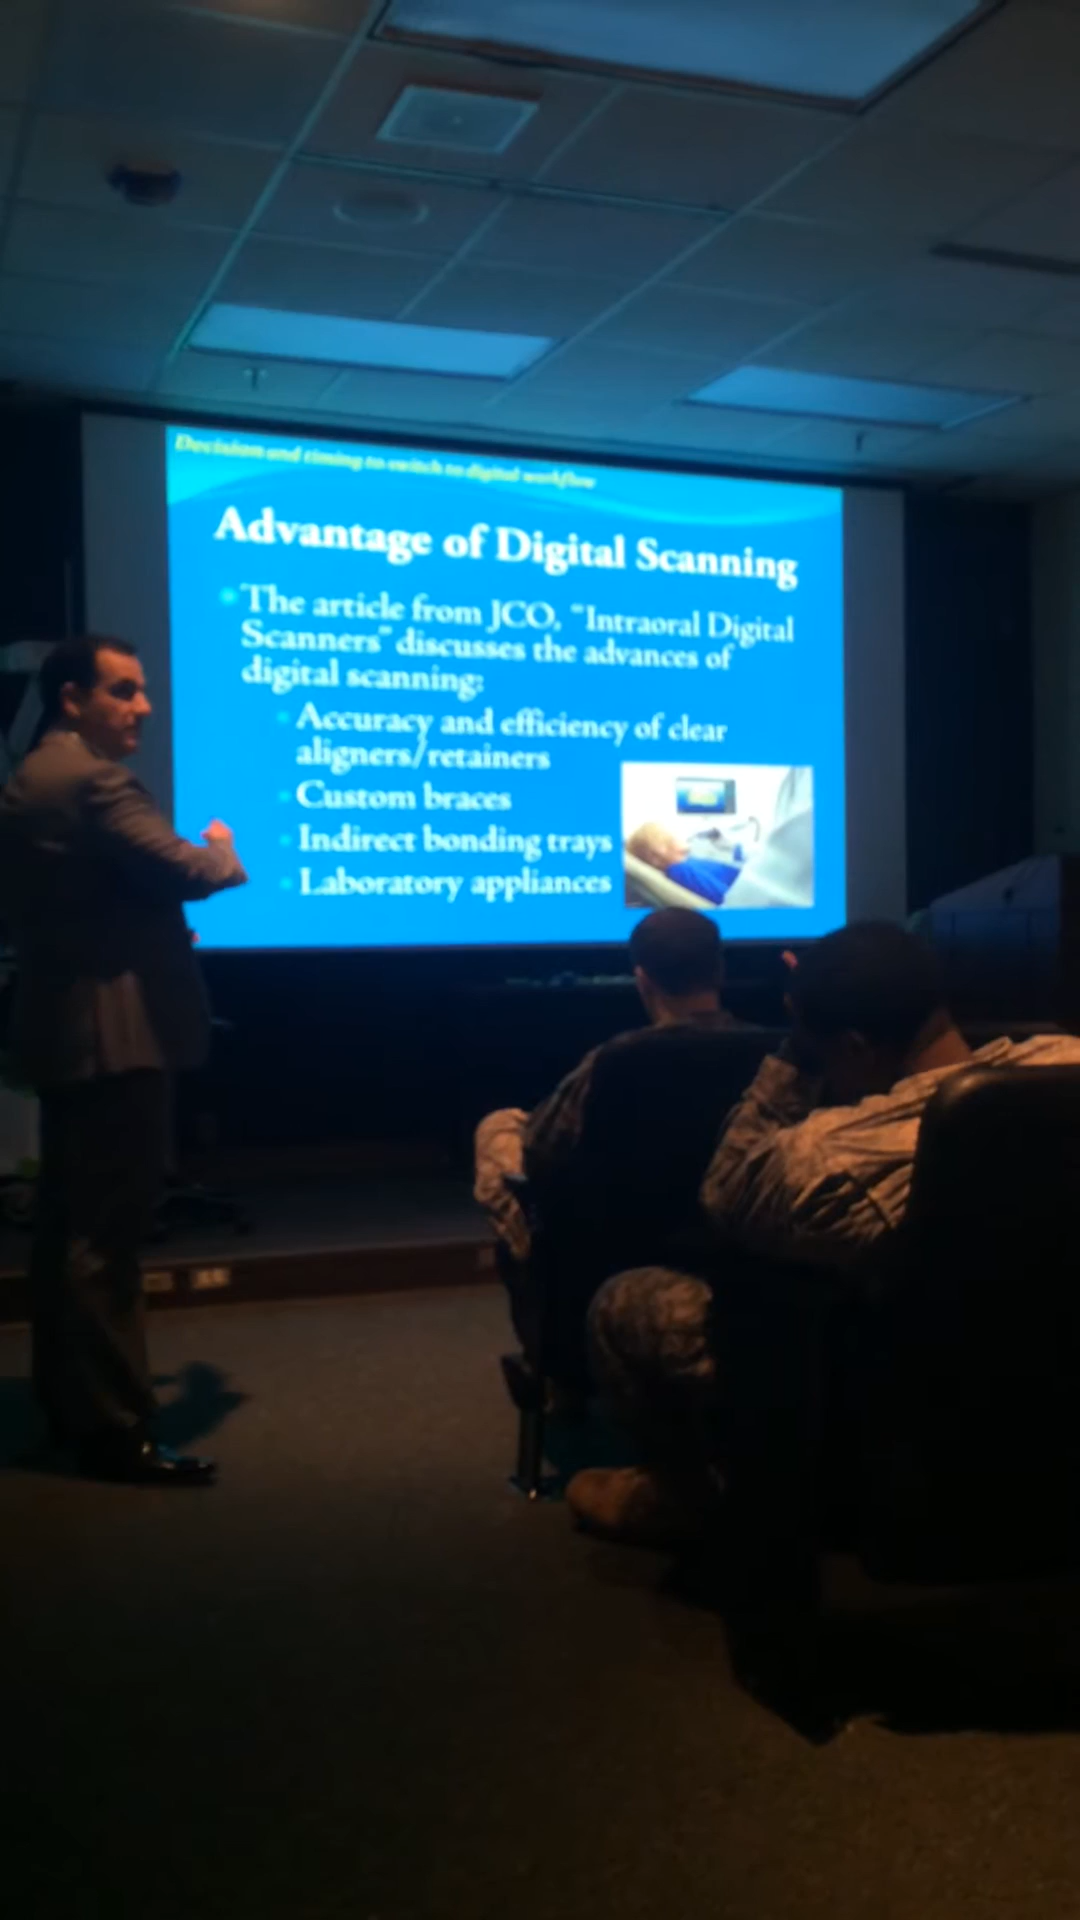 Decision and timing to switch to digital workflow
Advantage of Digital Scanning
The article from JCO, "Intraoral Digital
Scanners" discusses the advances of
digital scanning:
Accuracy and efficiency of clear
aligners/retainers
Custom braces
Indirect bonding trays
Laboratory appliances